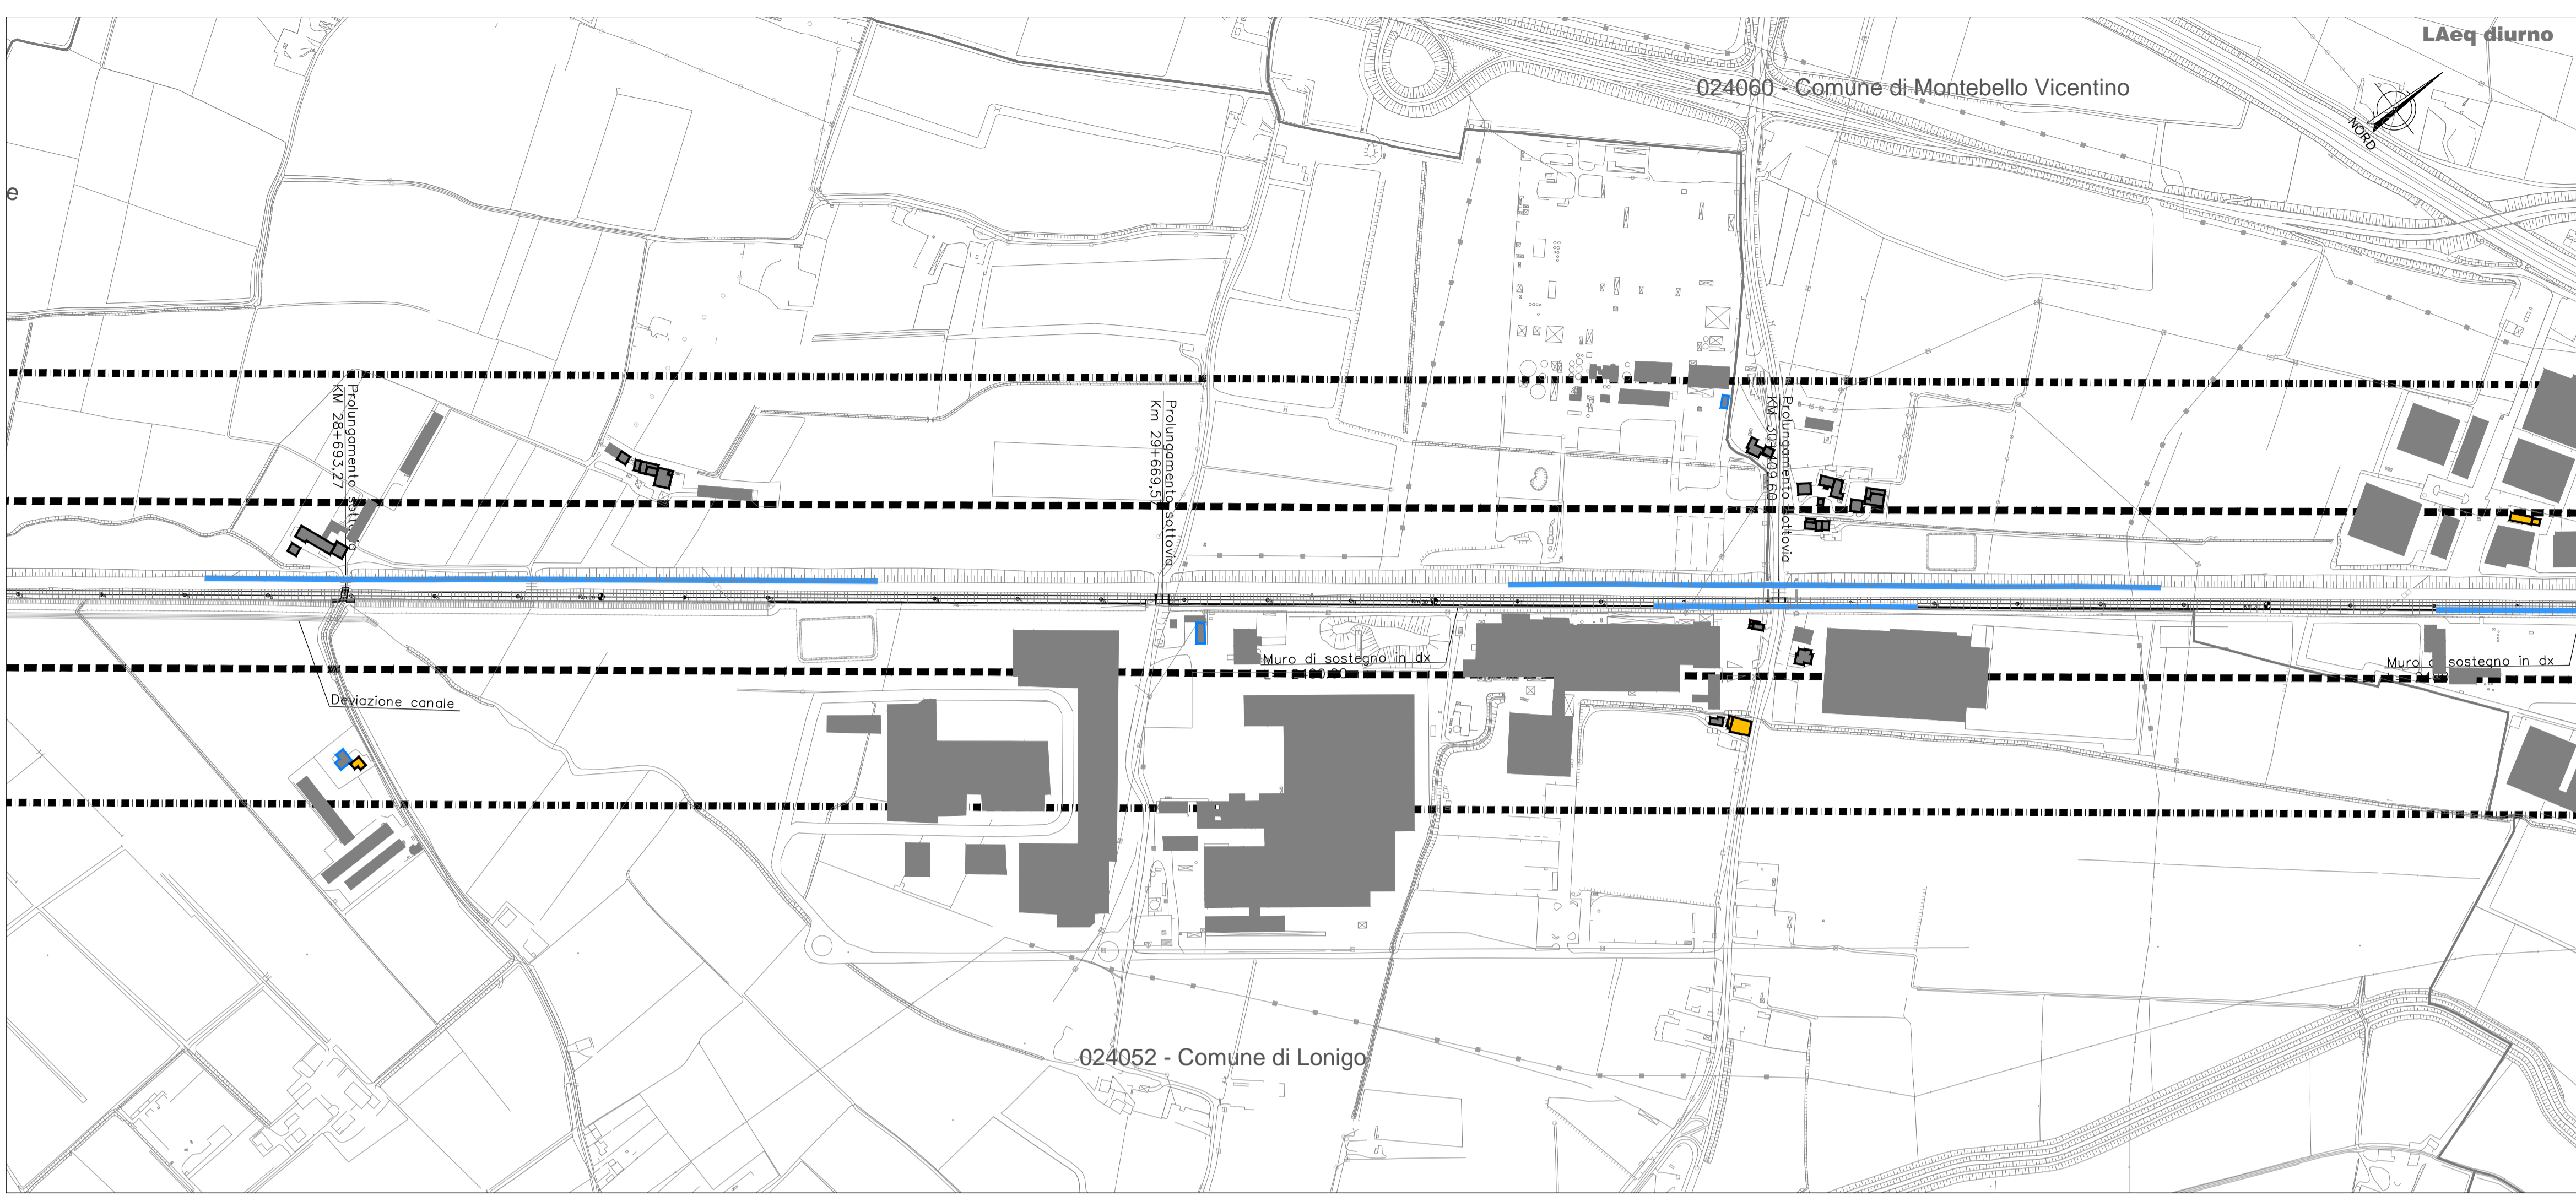 LAeq diurno
024060 - Comune di Montebello Vicentino
NORD
e
Prolungamento
KM 28+693,27
Prolungamento sottovia
Km 29+669,5
Prolungamento sottovia
KM 30+409,60
Muro di sostegno in dx
Muro di sostegno in dx
Deviazione canale
024052 - Comune di Lonigo